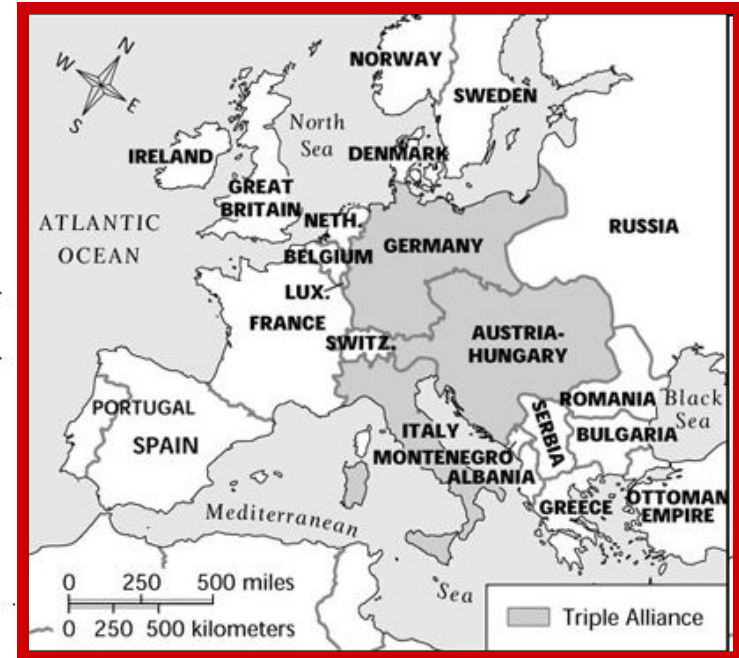 N
W
E
S
NORWAY
SWEDEN
North
Sea
IRELAND
DENMARK
GREAT
BRITAIN
NETH.
ATLANTIC
OCEAN
RUSSIA
GERMANY
BELGIUM
LUX.
FRANCE
SWITZ.
AUSTRIA-
HUNGARY
PORTUGAL
SPAIN
ROMANIA
Black
Sea
SERBIA
BULGARIA
ITALY
MONTENEGRO
ALBANIA
GREECE
OTTOMAN
EMPIRE
Mediterranean
Sea
0 250 500 miles
0 250 500 kilometers
Triple Alliance